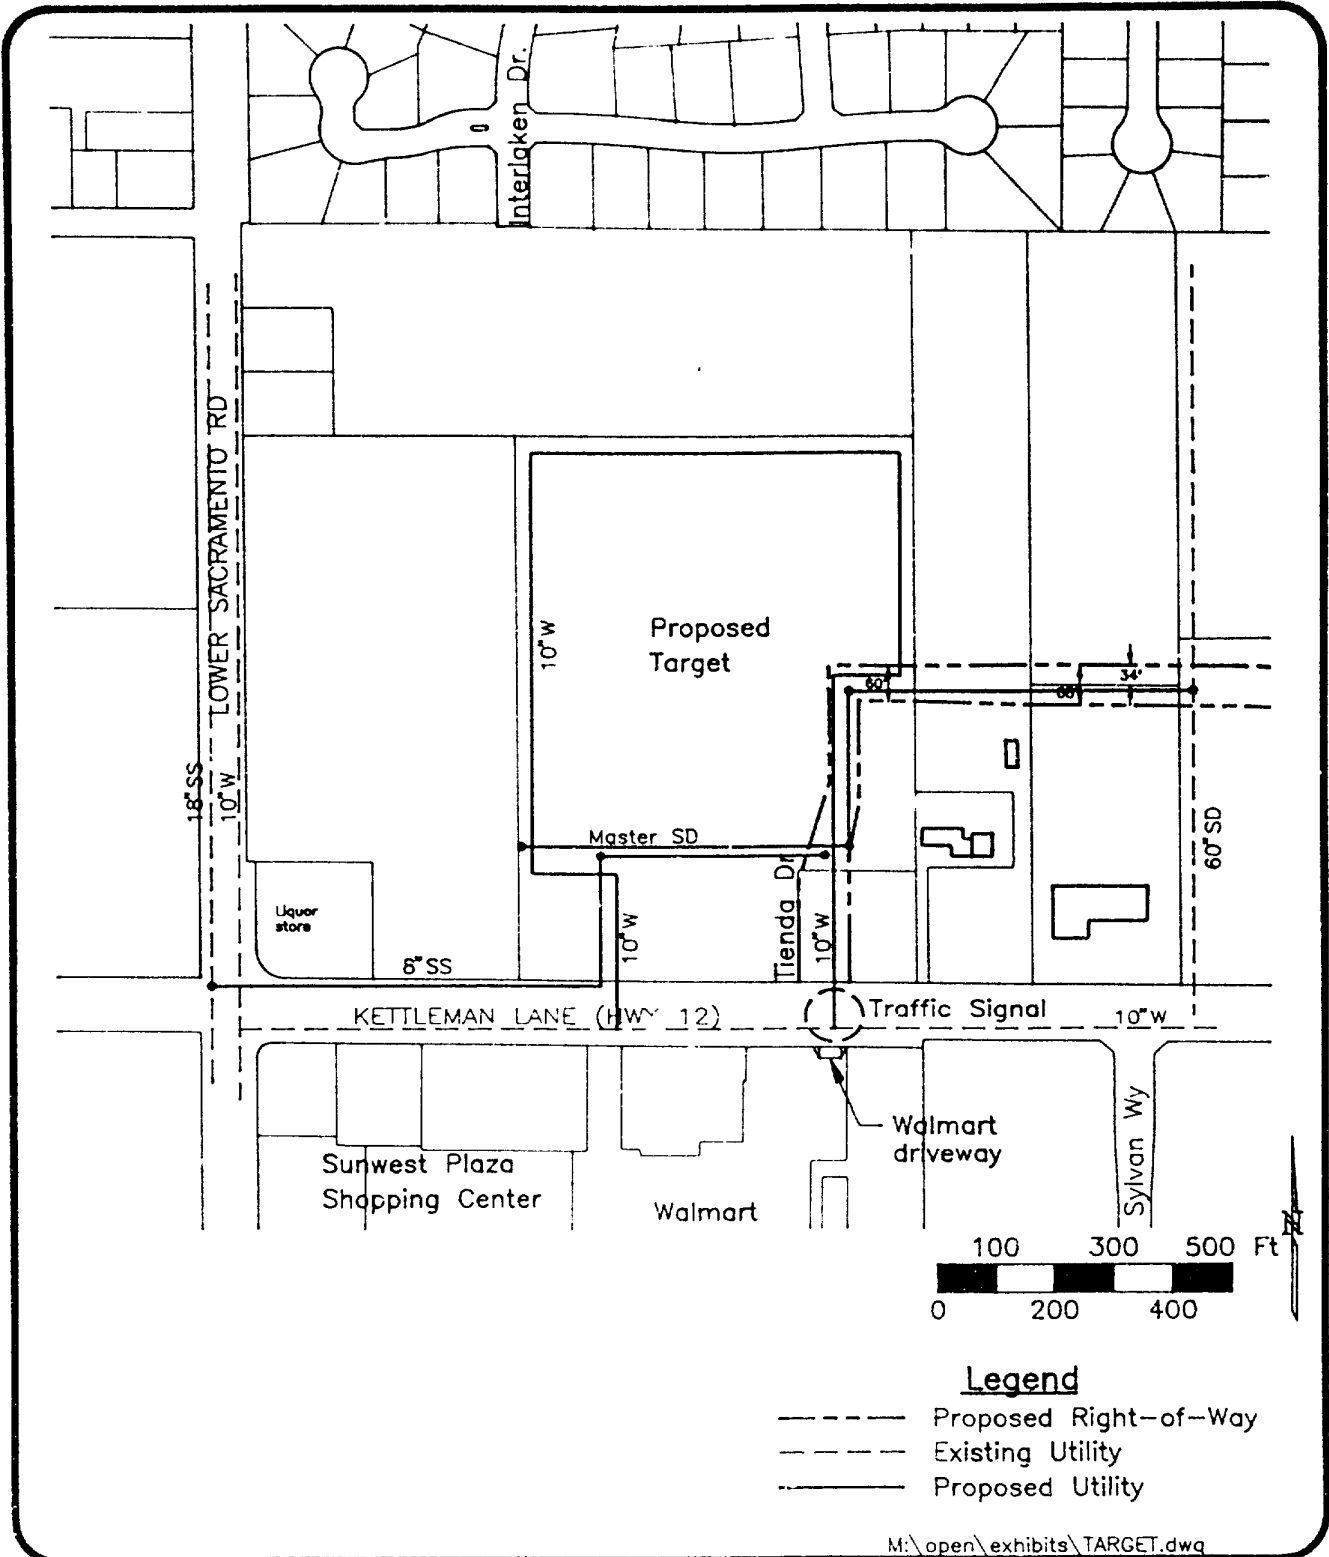 Interlaken Dr.
LOWER SACRAMENTO RD
10"W
Proposed
Target
34'
60'
18"SS
10"W
Master SD
60"SD
Tienda Dr
Liquor
store
10"W
10"W
8"SS
KETTLEMAN LANE (HWY 12)
Traffic Signal
10"W
Walmart
driveway
Sylvan Wy
Sunwest Plaza
Shopping Center
Walmart
100 300 500 Ft
0 200 400
Legend
Proposed Right-of-Way
Existing Utility
Proposed Utility
M:\open\exhibits\TARGET.dwg